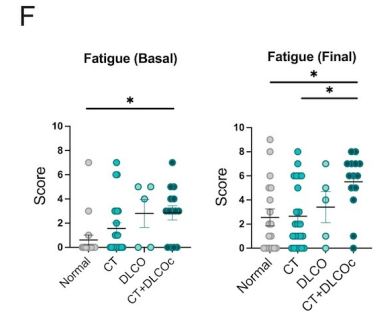 F
Fatigue (Basal)
*
10
8
6
4
2
0
Score
Normal
CT
DLCO
CT+DLCOc
Fatigue (Final)
*
*
10
8
6
4
2
0
Score
Normal
CT
DLCO
CT+DLCOc